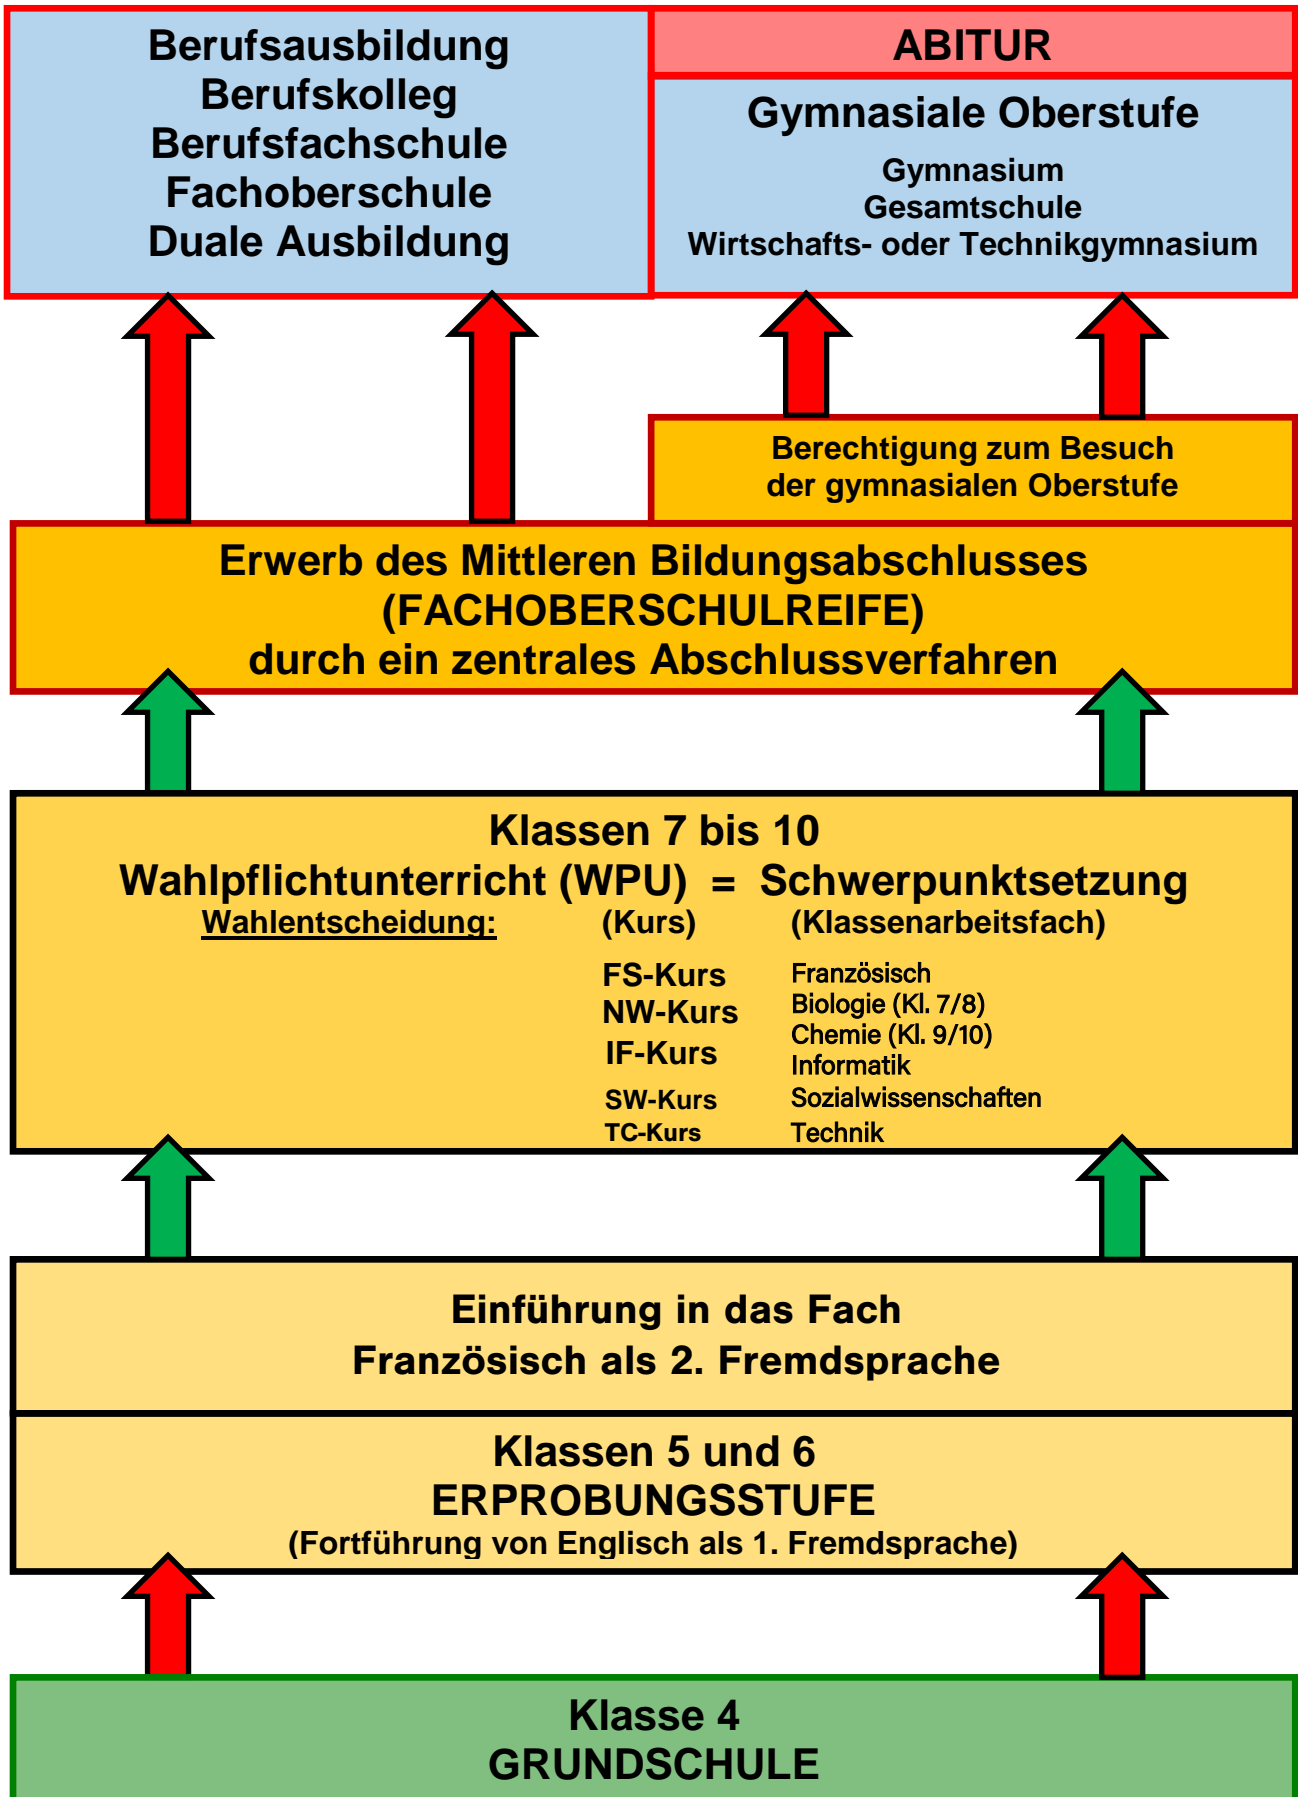 Berufsausbildung
Berufskolleg
Berufsfachschule
Fachoberschule
Duale Ausbildung
ABITUR
Gymnasiale Oberstufe
Gymnasium
Gesamtschule
Wirtschafts- oder Technikgymnasium
Berechtigung zum Besuch
der gymnasialen Oberstufe
Erwerb des Mittleren Bildungsabschlusses
(FACHOBERSCHULREIFE)
durch ein zentrales Abschlussverfahren
Klassen 7 bis 10
Wahlpflichtunterricht (WPU) = Schwerpunktsetzung
Wahlentscheidung: (Kurs) (Klassenarbeitsfach)
FS-Kurs Französisch
NW-Kurs Biologie (Kl. 7/8)
Chemie (Kl. 9/10)
IF-Kurs Informatik
SW-Kurs Sozialwissenschaften
TC-Kurs Technik
Einführung in das Fach
Französisch als 2. Fremdsprache
Klassen 5 und 6
ERPROBUNGSSTUFE
(Fortführung von Englisch als 1. Fremdsprache)
Klasse 4
GRUNDSCHULE